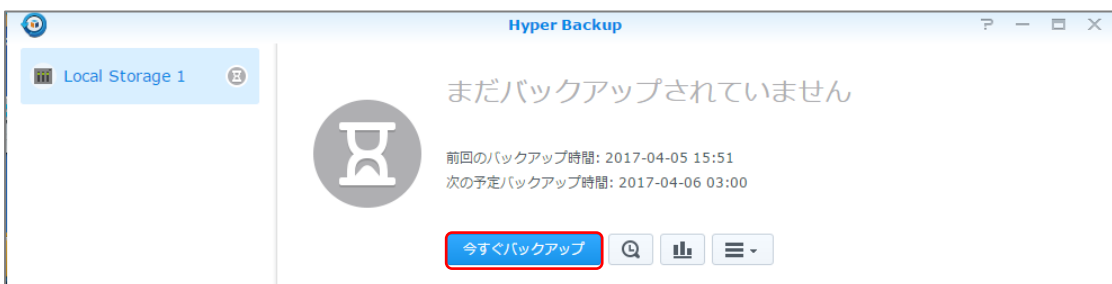 Hyper Backup
Local Storage 1
まだバックアップされていません
前回のバックアップ時間: 2017-04-05 15:51
次の予定バックアップ時間: 2017-04-06 03:00
今すぐバックアップ